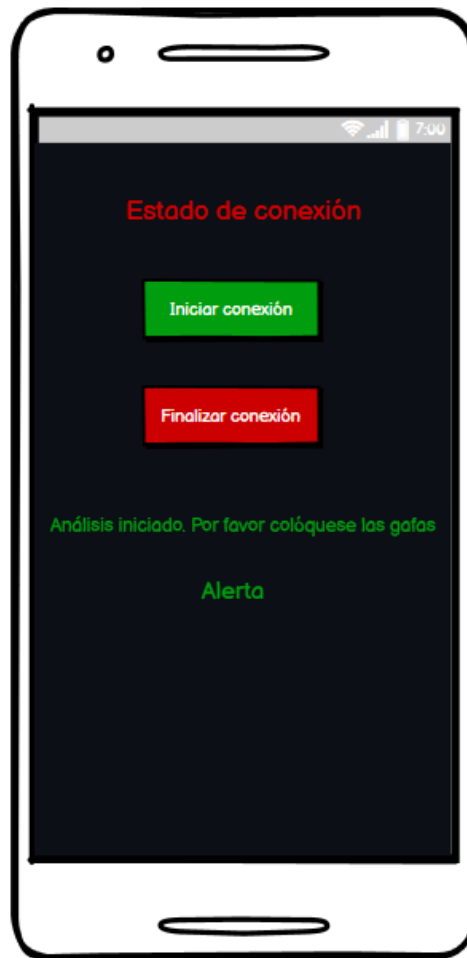 7:00
Estado de conexión
Iniciar conexión
Finalizar conexión
Análisis iniciado. Por favor colóquese las gafas
Alerta